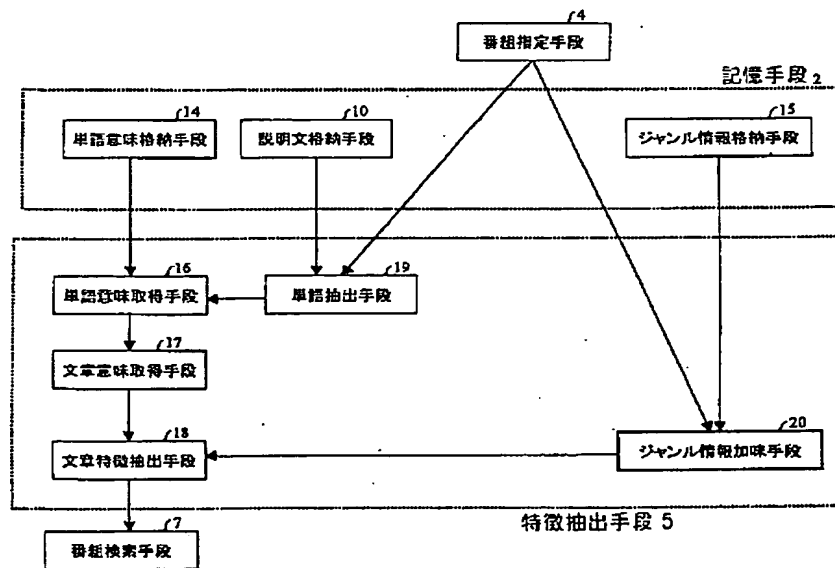 4
番組指定手段
記憶手段 2
14
単語意味格納手段
10
説明文格納手段
15
ジャンル情報格納手段
16
単語意味取得手段
19
単語抽出手段
17
文章意味取得手段
18
文章特徴抽出手段
20
ジャンル情報加味手段
特徴抽出手段 5
7
番組検索手段